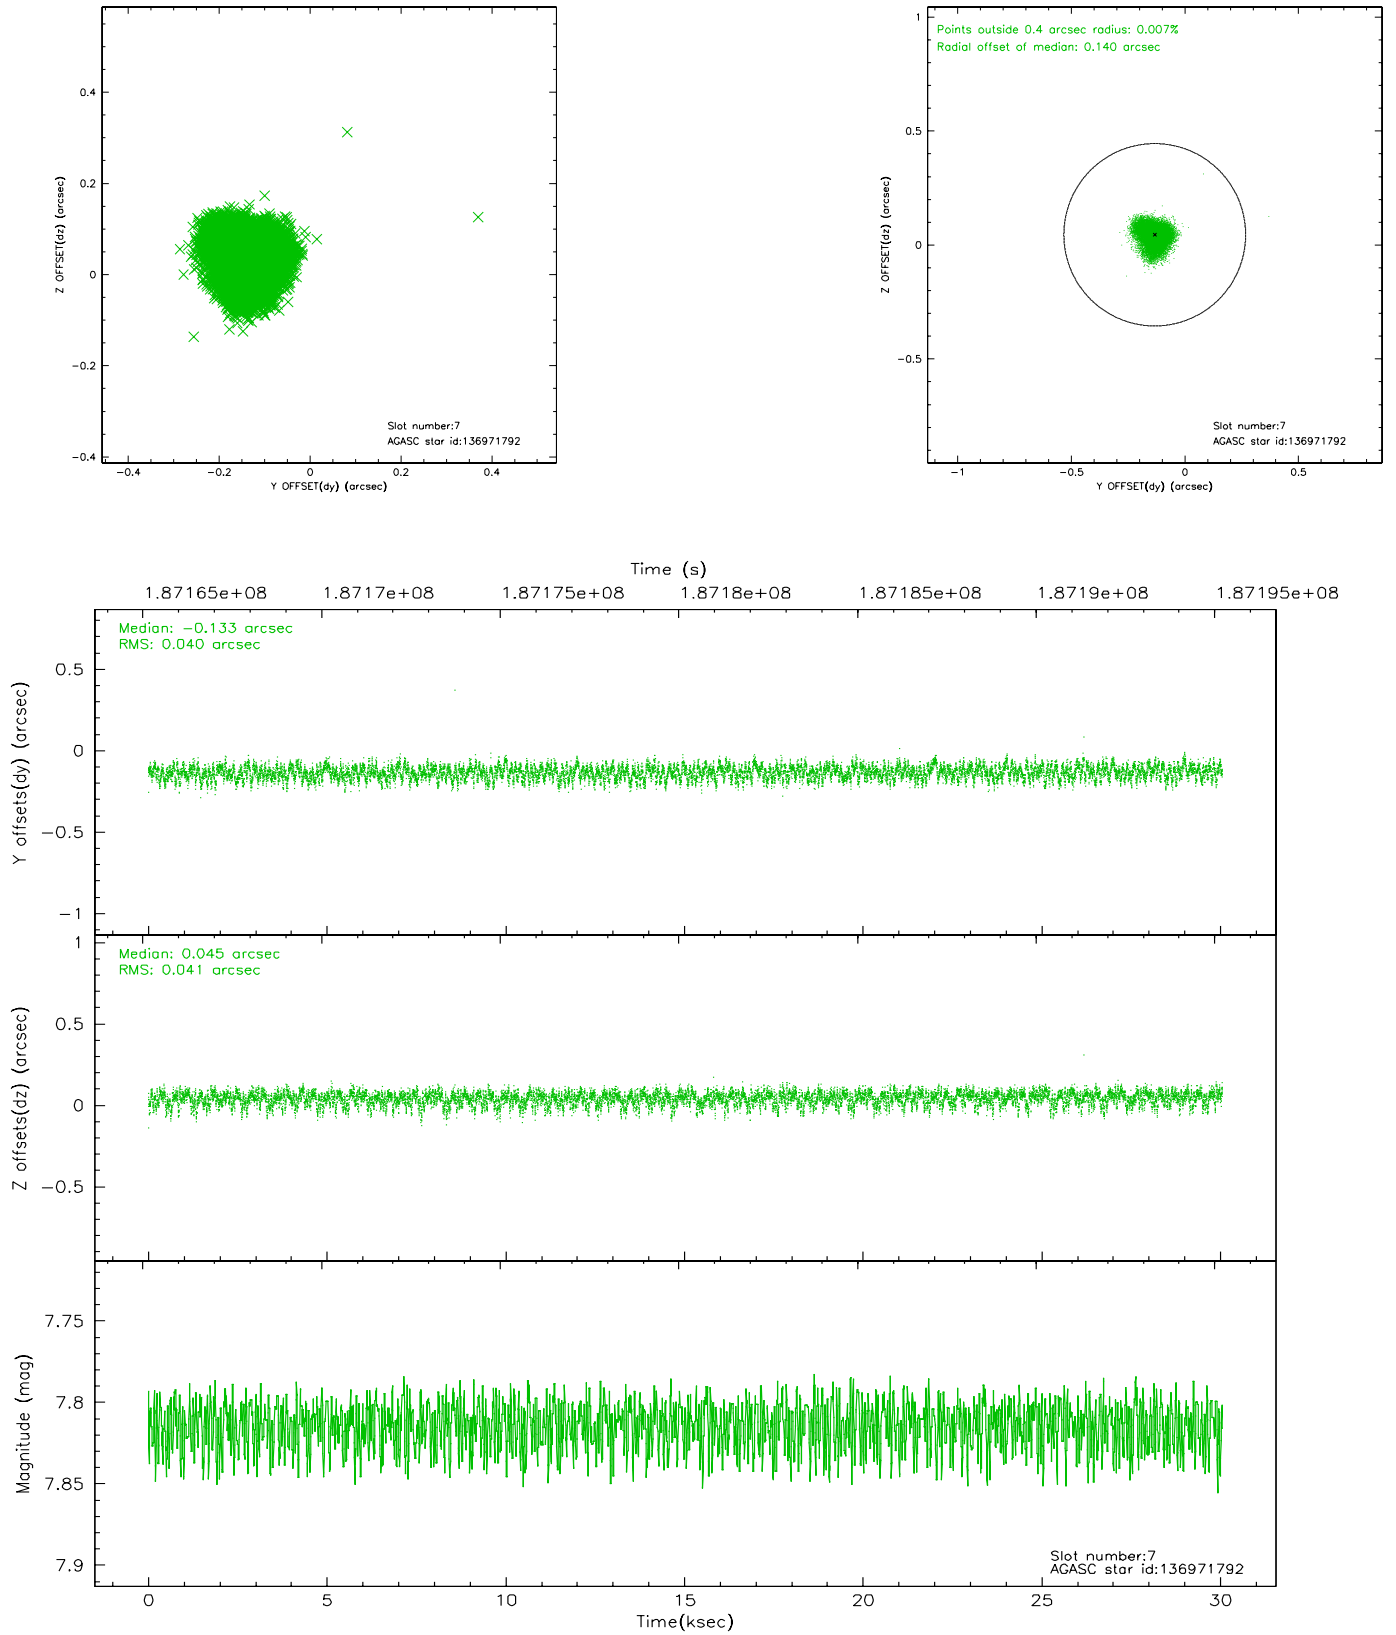 0.4
0.2
0
−0.2
−0.4
Z OFFSET(dz) (arcsec)
Slot number:7
AGASC star id:136971792
−0.4 −0.2 0 0.2 0.4
Y OFFSET(dy) (arcsec)
Points outside 0.4 arcsec radius: 0.007%
Radial offset of median: 0.140 arcsec
1
0.5
0
−0.5
Z OFFSET(dz) (arcsec)
Slot number:7
AGASC star id:136971792
−1 −0.5 0 0.5
Y OFFSET(dy) (arcsec)
Time (s)
1.87165e+08 1.8717e+08 1.87175e+08 1.8718e+08 1.87185e+08 1.8719e+08 1.87195e+08
Median: −0.133 arcsec
RMS: 0.040 arcsec
0.5
0
−0.5
−1
Y offsets(dy) (arcsec)
Median: 0.045 arcsec
RMS: 0.041 arcsec
1
0.5
0
−0.5
Z offsets(dz) (arcsec)
7.75
7.8
7.85
7.9
Magnitude (mag)
Slot number:7
AGASC star id:136971792
0 5 10 15 20 25 30
Time(ksec)